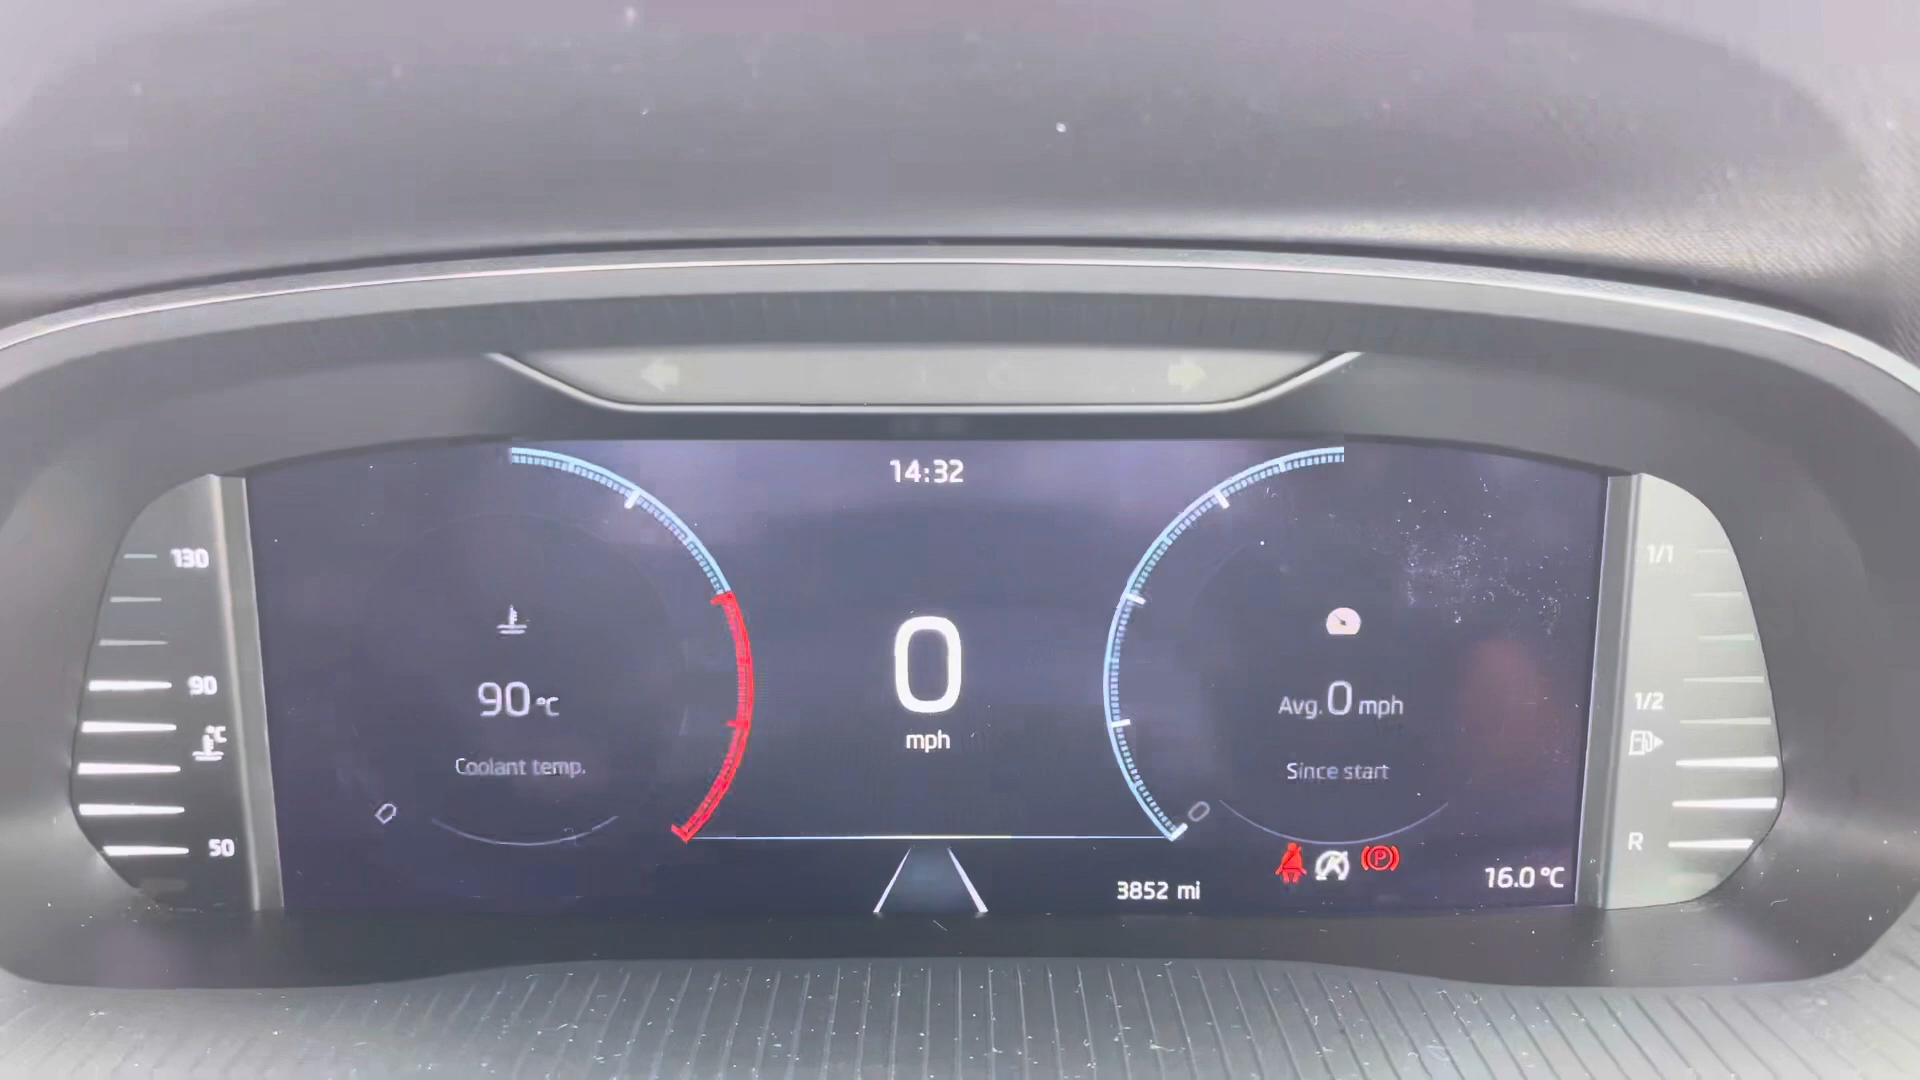 14:32
130
90
°C
50
90 °C
Coolant temp.
0
mph
Avg. 0 mph
Since start
0
3852 mi
P
16.0 °C
1/1
1/2
R